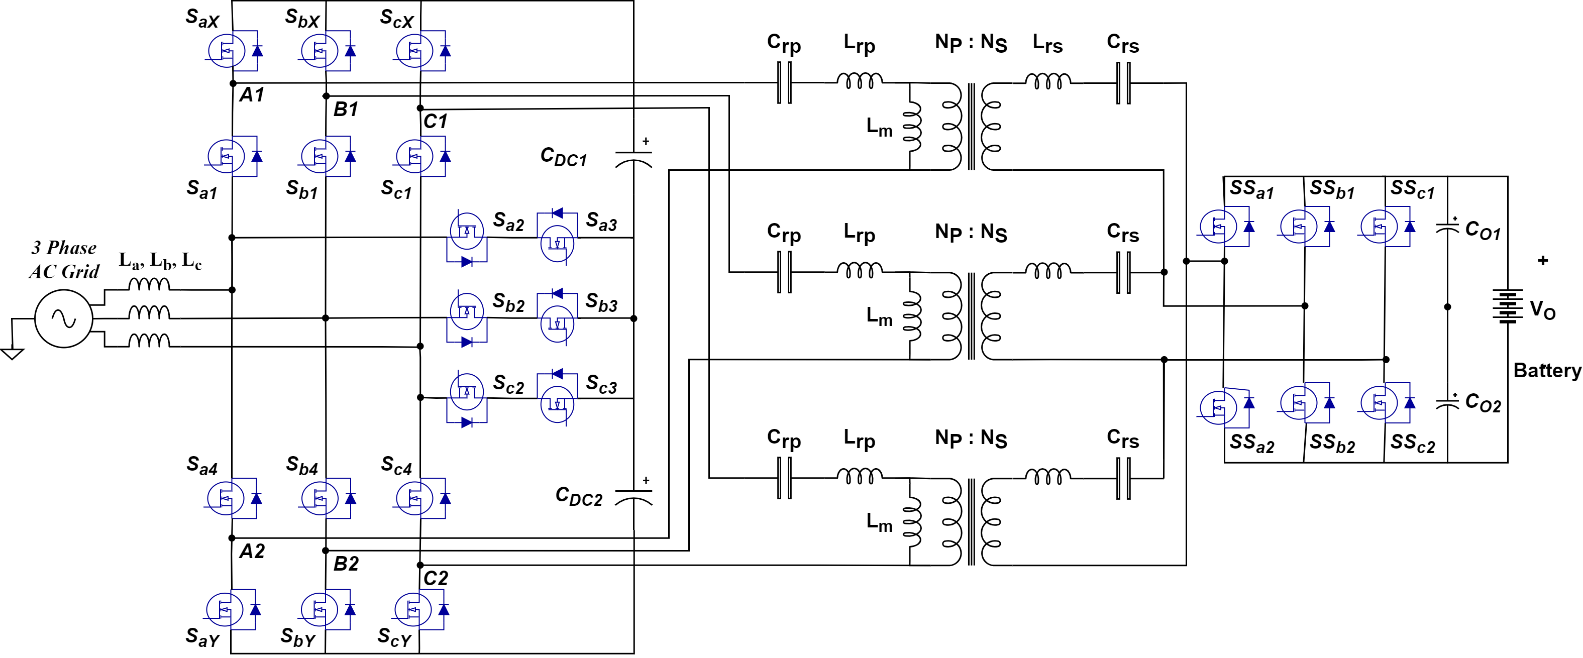 SaX
SbX
ScX
A1
B1
C1
Sa1
Sb1
Sc1
CDC1
+
Sa2
Sa3
3 Phase
AC Grid
La, Lb, Lc
Sb2
Sb3
Sc2
Sc3
Sa4
Sb4
Sc4
CDC2
+
A2
B2
C2
SaY
SbY
ScY
Crp
Lrp
NP : NS
Lrs
Crs
Lm
Crp
Lrp
NP : NS
Crs
Lm
Crp
Lrp
NP : NS
Crs
Lm
SSa1
SSb1
SSc1
+
CO1
+
VO
Battery
+
CO2
SSa2
SSb2
SSc2